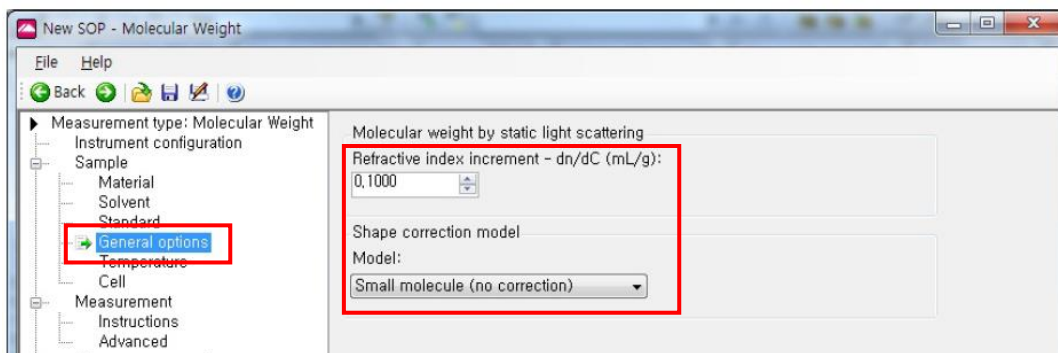 New SOP - Molecular Weight
File Help
Back
Measurement type: Molecular Weight
Instrument configuration
Sample
Material
Solvent
Standard
General options
Temperature
Cell
Measurement
Instructions
Advanced
Molecular weight by static light scattering
Refractive index increment - dn/dC (mL/g):
0,1000
Shape correction model
Model:
Small molecule (no correction)